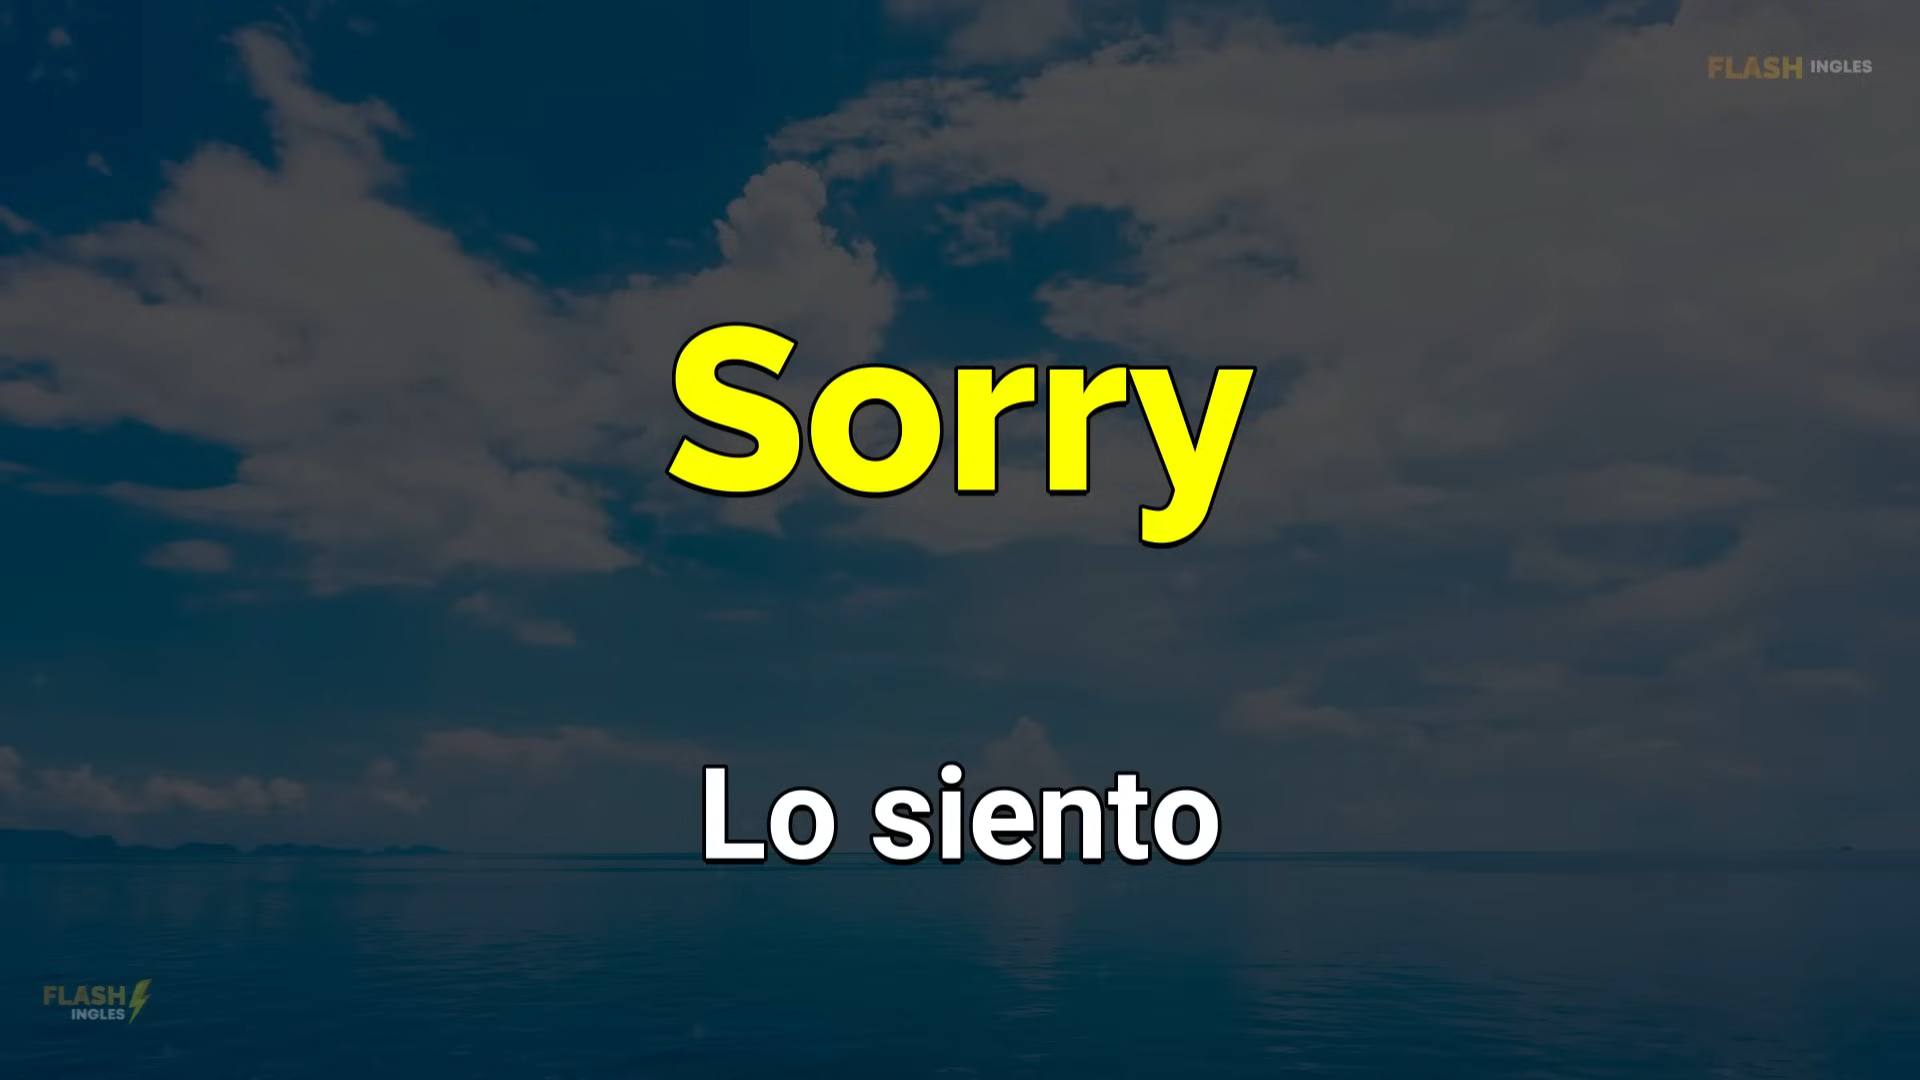 FLASH INGLES
Sorry
Lo siento
FLASH
INGLES